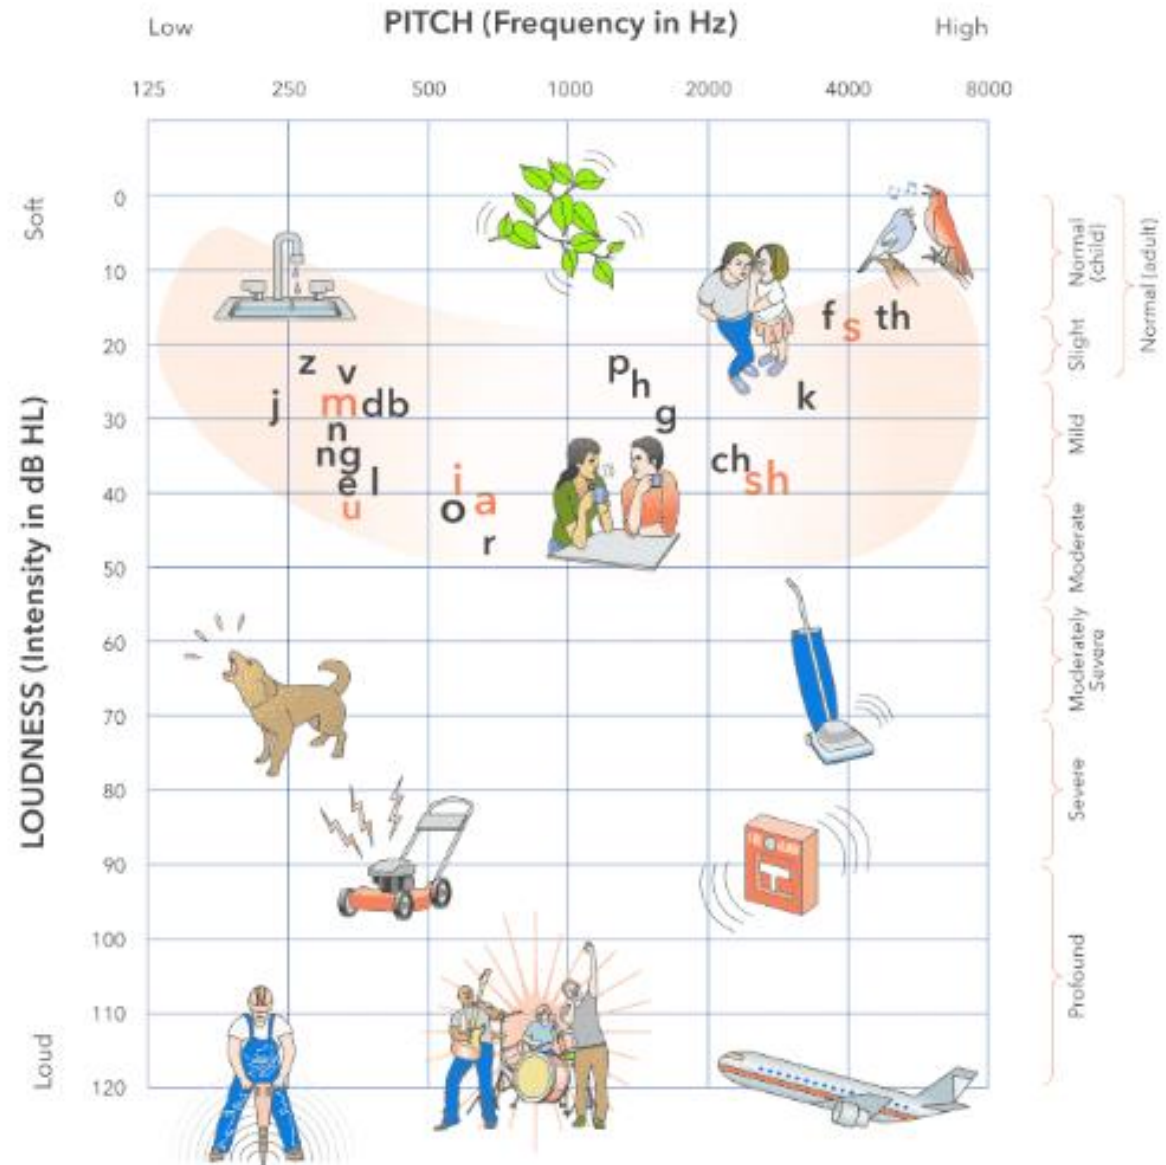 PITCH (Frequency in Hz)
Low
High
125 250 500 1000 2000 4000 8000
Soft
LOUDNESS (Intensity in dB HL)
Loud
0
10
20
30
40
50
60
70
80
90
100
110
120
f s th
z
v
p
h
k
j
m
d b
g
n
ng
ch
sh
e l
i
u
o
a
r
Normal (child)
Normal (adult)
Slight
Mild
Moderate
Moderately Severe
Severe
Profound